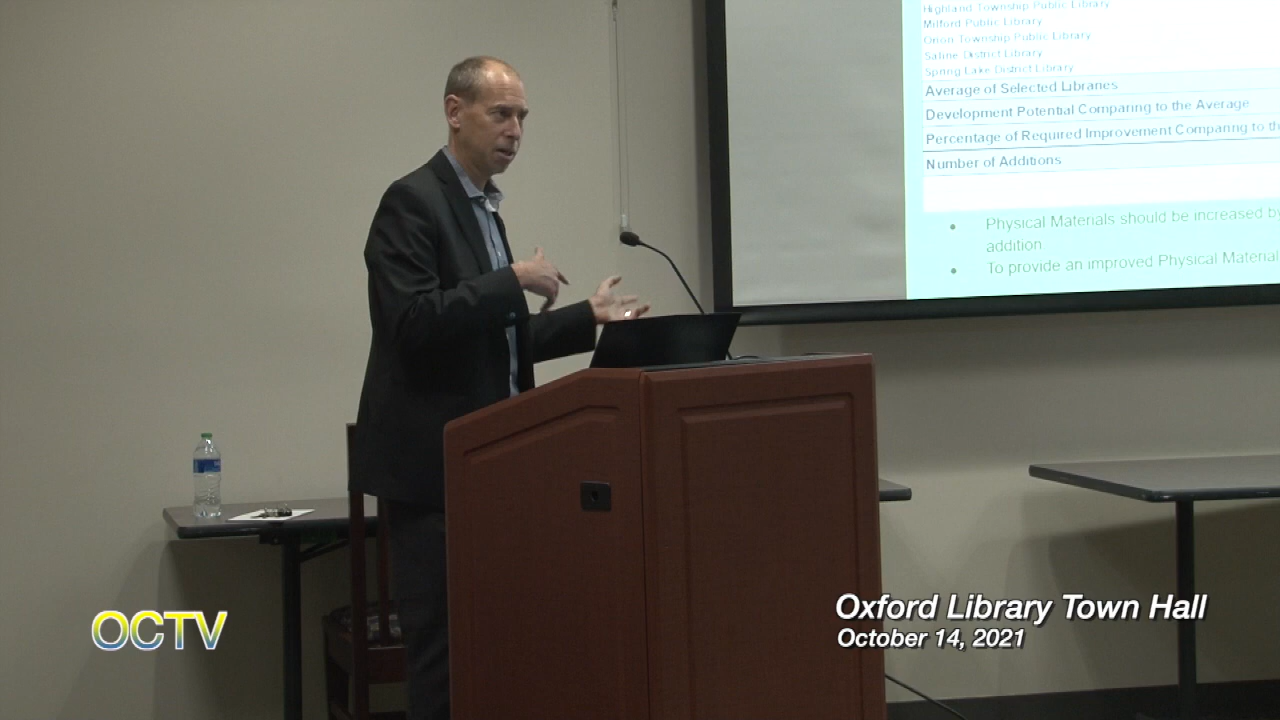 Highland Township Public Library
Milford Public Library
Orion Township Public Library
Saline District Library
Spring Lake District Library
Average of Selected Libraries
Development Potential Comparing to the Average
Percentage of Required Improvement Comparing to th
Number of Additions
• Physical Materials should be increased by
addition
• To provide an improved Physical Material
OCTV
Oxford Library Town Hall
October 14, 2021